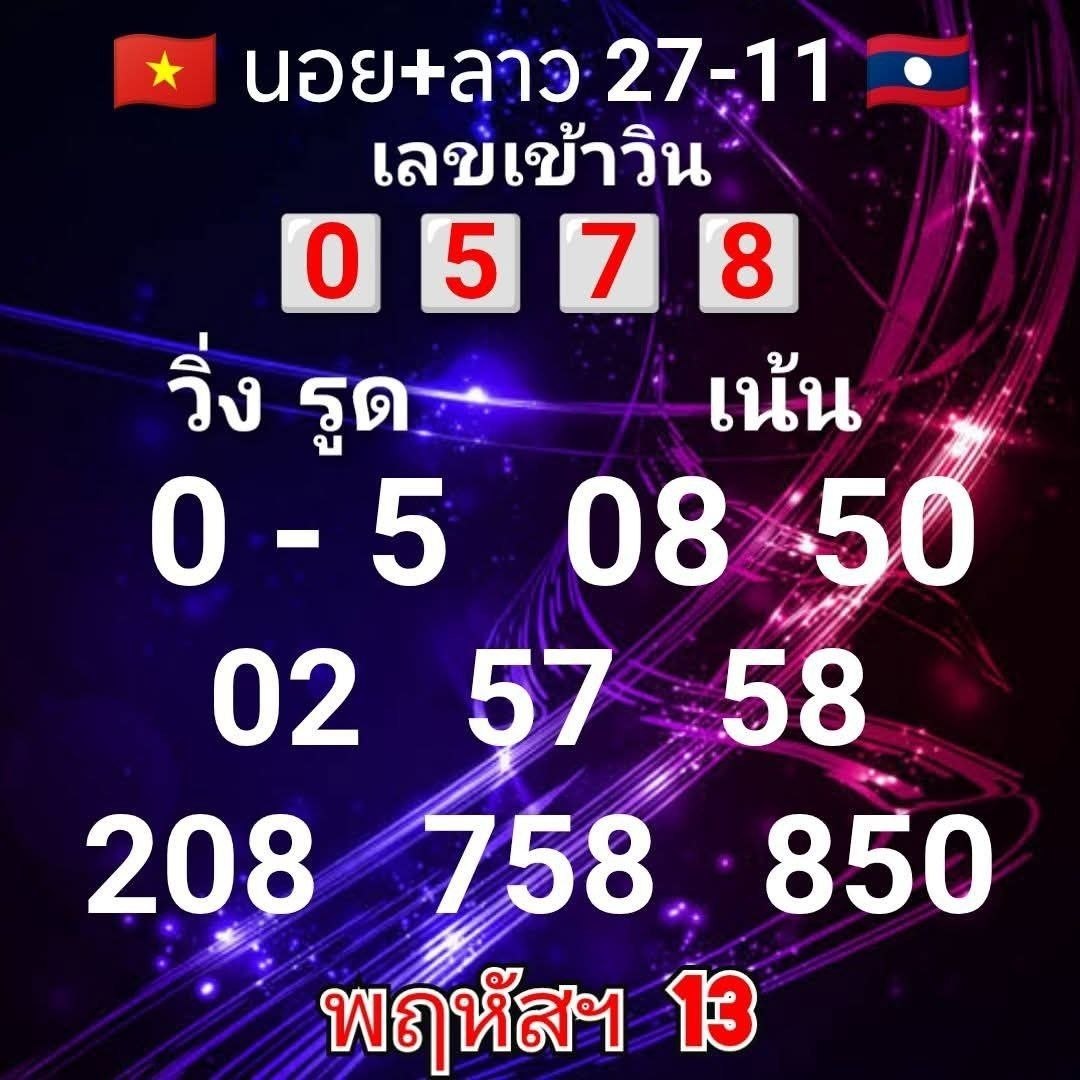 🇻🇳 นอย+ลาว 27-11 🇱🇦
เลขเข้าวิน
0 5 7 8
วิ่ง รูด เน้น
0 - 5 08 50
02 57 58
208 758 850
พฤหัสฯ 13